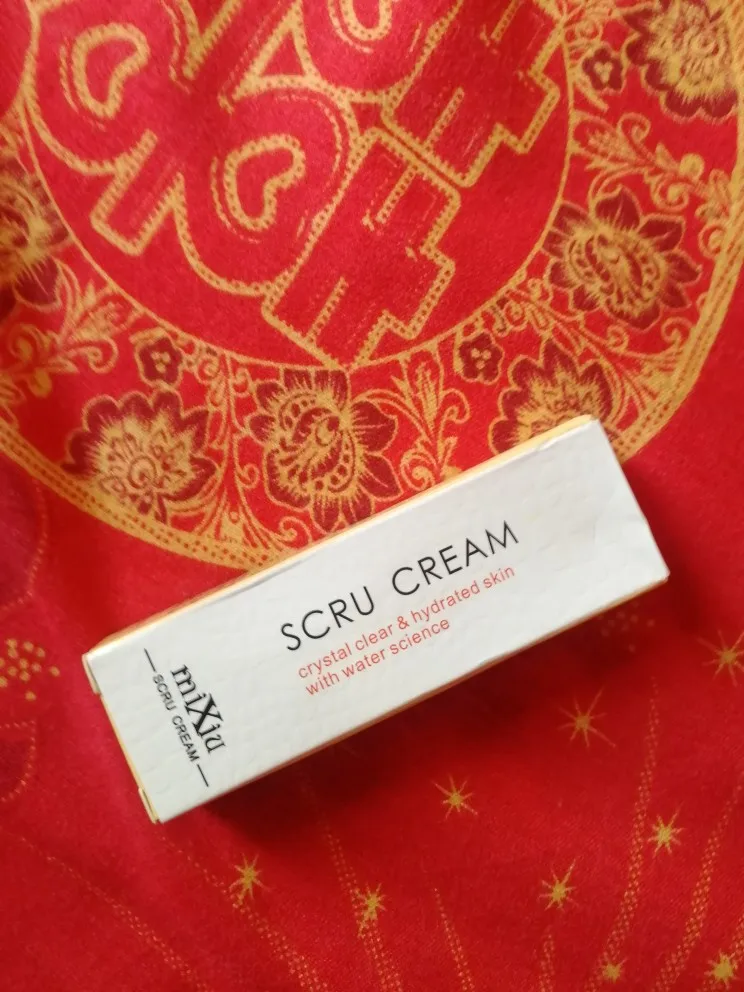 SCRU CREAM
crystal clear & hydrated skin
with water science
miXiu
SCRU CREAM